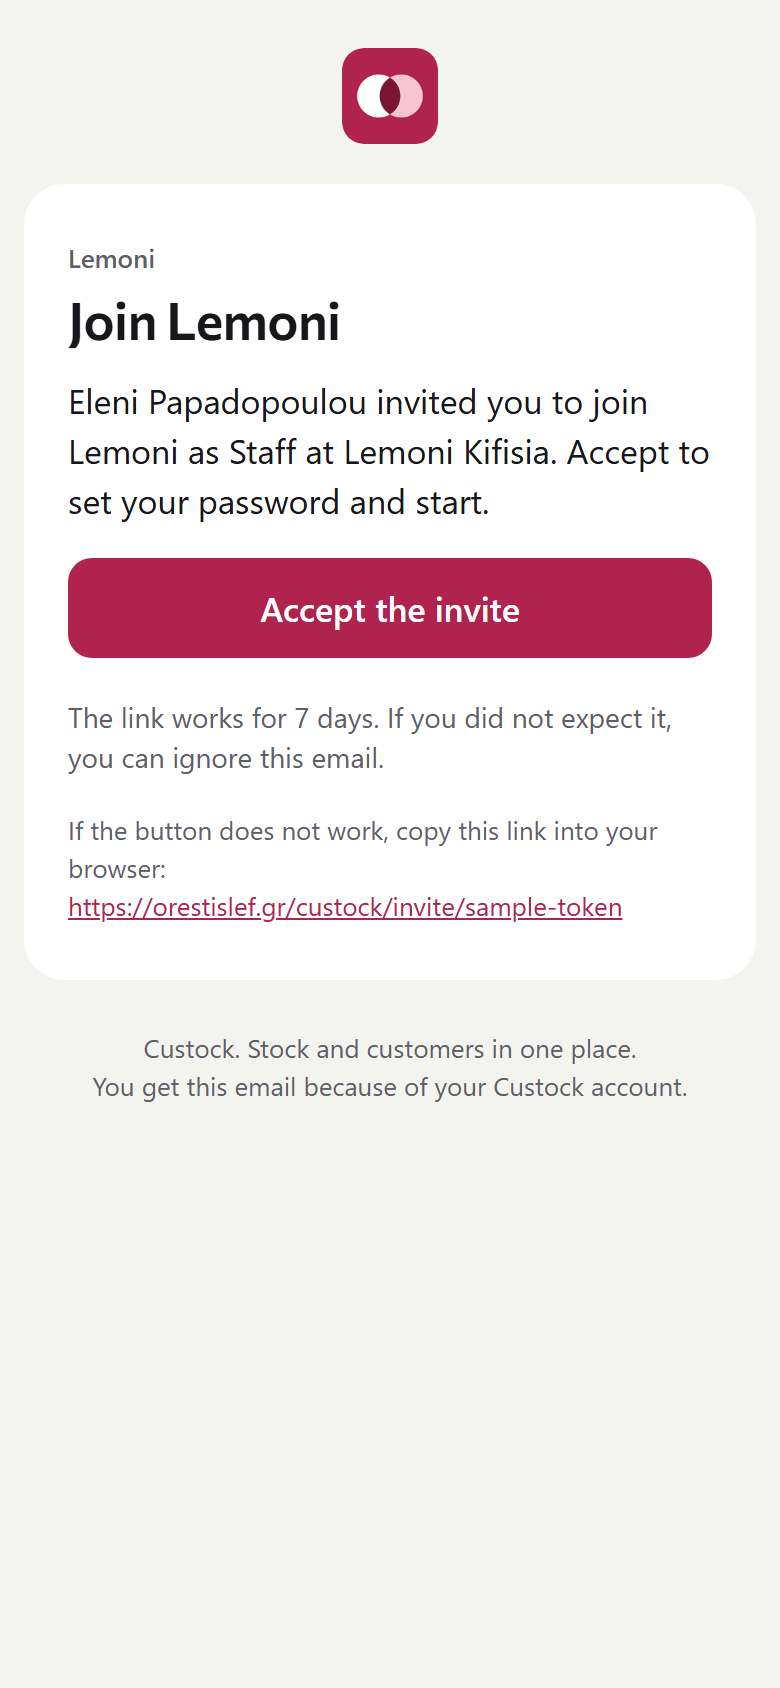 Lemoni
Join Lemoni
Eleni Papadopoulou invited you to join
Lemoni as Staff at Lemoni Kifisia. Accept to
set your password and start.
Accept the invite
The link works for 7 days. If you did not expect it,
you can ignore this email.
If the button does not work, copy this link into your
browser:
https://orestislef.gr/custock/invite/sample-token
Custock. Stock and customers in one place.
You get this email because of your Custock account.